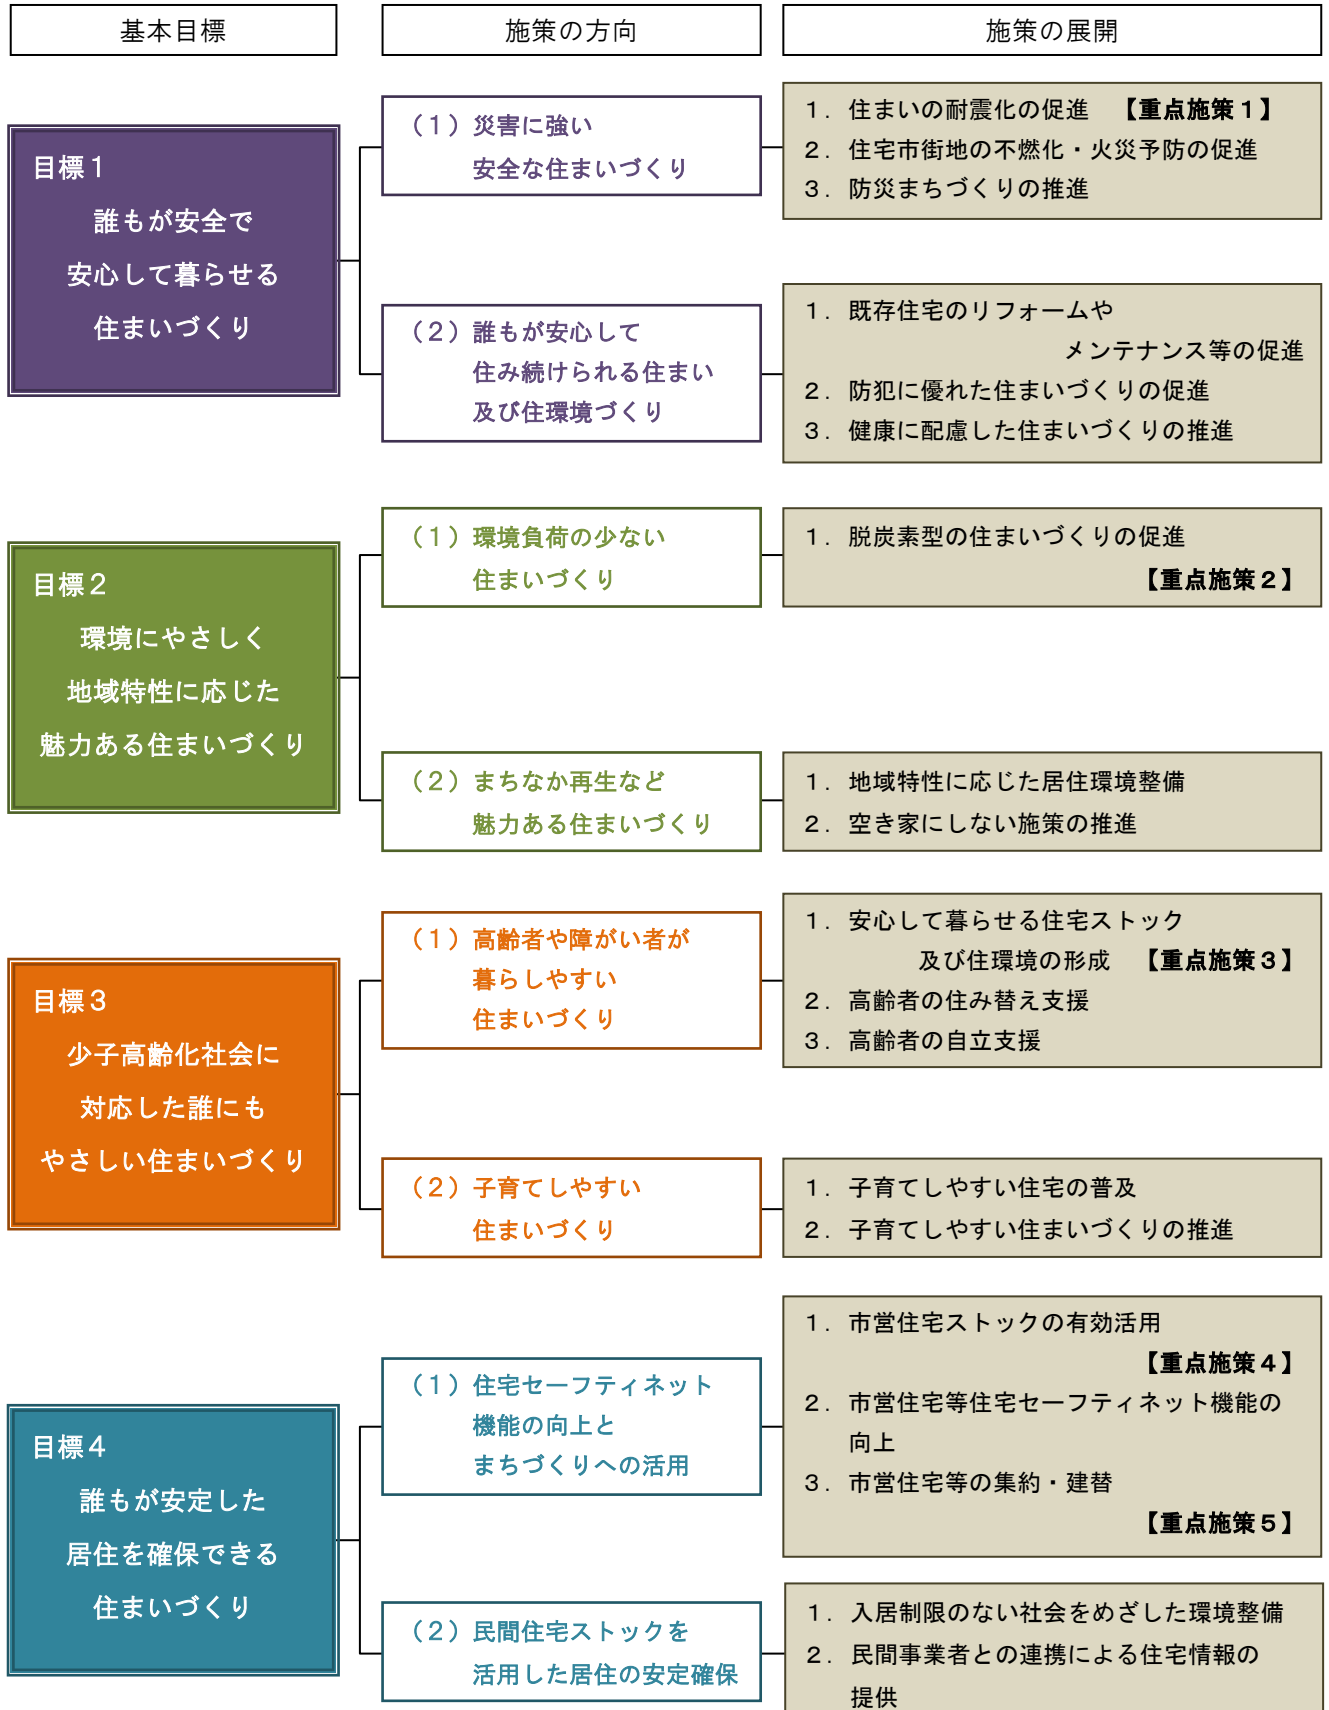 基本目標
施策の方向
施策の展開
目標１
誰もが安全で
安心して暮らせる
住まいづくり
（１）災害に強い
安全な住まいづくり
１．住まいの耐震化の促進　【重点施策１】
２．住宅市街地の不燃化・火災予防の促進
３．防災まちづくりの推進
（２）誰もが安心して
住み続けられる住まい
及び住環境づくり
１．既存住宅のリフォームや
メンテナンス等の促進
２．防犯に優れた住まいづくりの促進
３．健康に配慮した住まいづくりの推進
目標２
環境にやさしく
地域特性に応じた
魅力ある住まいづくり
（１）環境負荷の少ない
住まいづくり
１．脱炭素型の住まいづくりの促進
【重点施策２】
（２）まちなか再生など
魅力ある住まいづくり
１．地域特性に応じた居住環境整備
２．空き家にしない施策の推進
目標３
少子高齢化社会に
対応した誰にも
やさしい住まいづくり
（１）高齢者や障がい者が
暮らしやすい
住まいづくり
１．安心して暮らせる住宅ストック
及び住環境の形成　【重点施策３】
２．高齢者の住み替え支援
３．高齢者の自立支援
（２）子育てしやすい
住まいづくり
１．子育てしやすい住宅の普及
２．子育てしやすい住まいづくりの推進
目標４
誰もが安定した
居住を確保できる
住まいづくり
（１）住宅セーフティネット
機能の向上と
まちづくりへの活用
１．市営住宅ストックの有効活用
【重点施策４】
２．市営住宅等住宅セーフティネット機能の
向上
３．市営住宅等の集約・建替
【重点施策５】
（２）民間住宅ストックを
活用した居住の安定確保
１．入居制限のない社会をめざした環境整備
２．民間事業者との連携による住宅情報の
提供